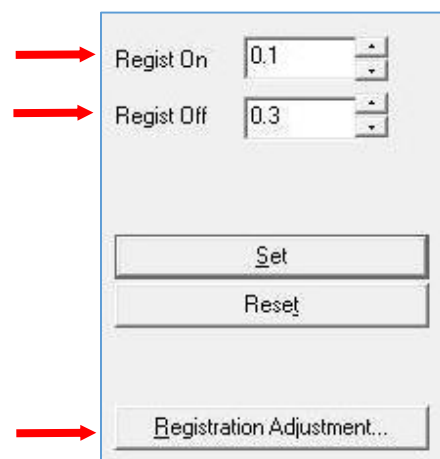 Regist On 0.1
Regist Off 0.3
Set
Reset
Registration Adjustment...